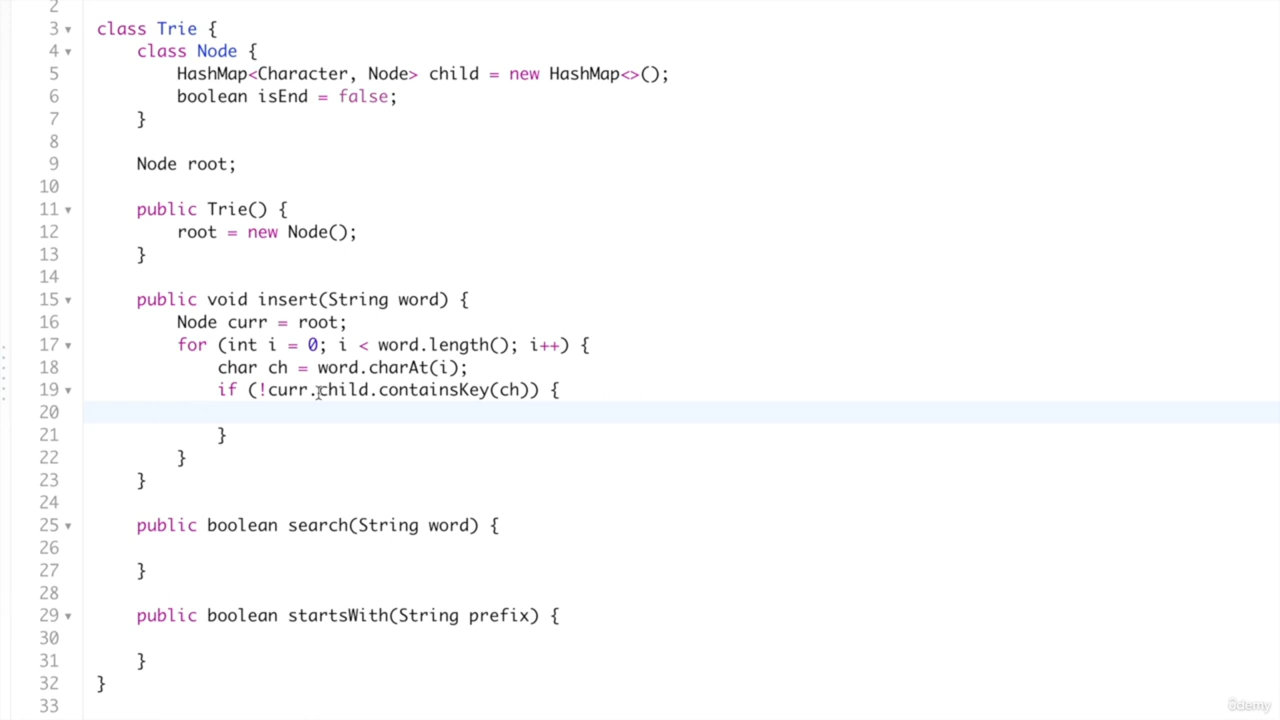 2
3 class Trie {
4     class Node {
5         HashMap<Character, Node> child = new HashMap<>();
6         boolean isEnd = false;
7     }
8
9     Node root;
10
11     public Trie() {
12         root = new Node();
13     }
14
15     public void insert(String word) {
16         Node curr = root;
17         for (int i = 0; i < word.length(); i++) {
18             char ch = word.charAt(i);
19             if (!curr.child.containsKey(ch)) {
20
21             }
22         }
23     }
24
25     public boolean search(String word) {
26
27     }
28
29     public boolean startsWith(String prefix) {
30
31     }
32 }
33
ûdemy